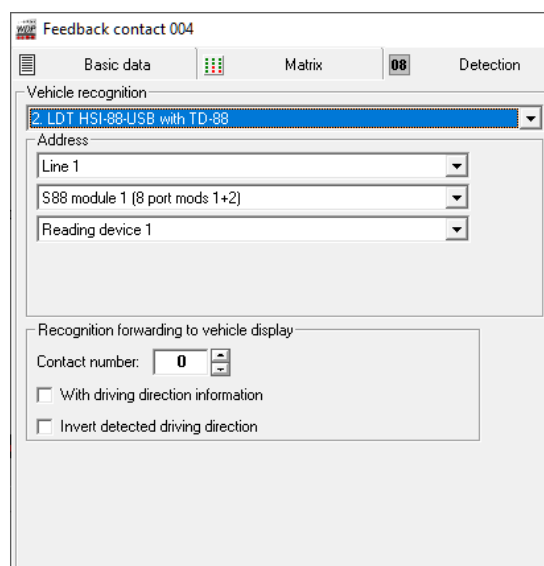 WDP Feedback contact 004
Basic data Matrix 08 Detection
Vehicle recognition
2. LDT HSI-88-USB with TD-88
Address
Line 1
S88 module 1 (8 port mods 1+2)
Reading device 1
Recognition forwarding to vehicle display
Contact number: 0
With driving direction information
Invert detected driving direction